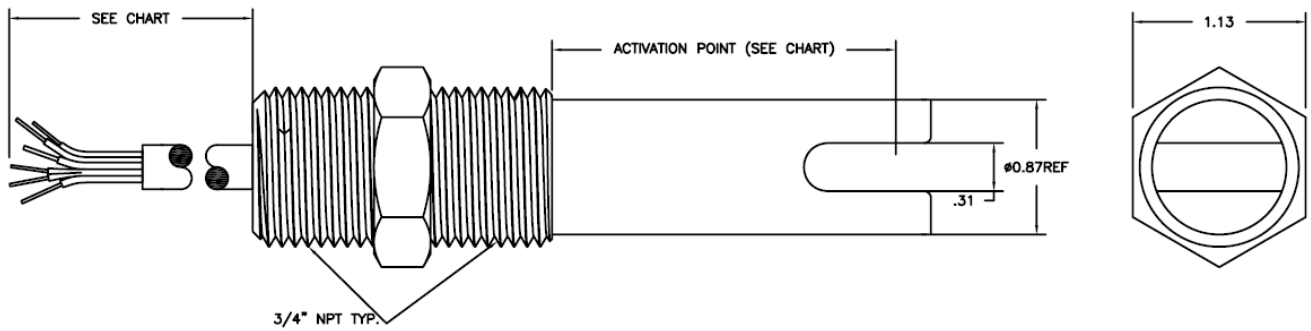 SEE CHART
ACTIVATION POINT (SEE CHART)
1.13
ø0.87REF
.31
3/4" NPT TYP.